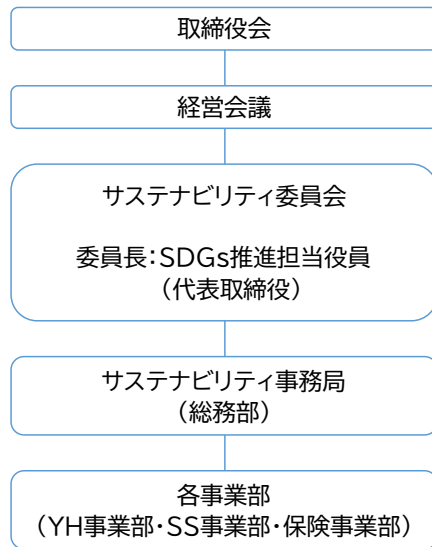 取締役会
経営会議
サステナビリティ委員会
委員長：SDGs推進担当役員
（代表取締役）
サステナビリティ事務局
（総務部）
各事業部
（YH事業部・SS事業部・保険事業部）